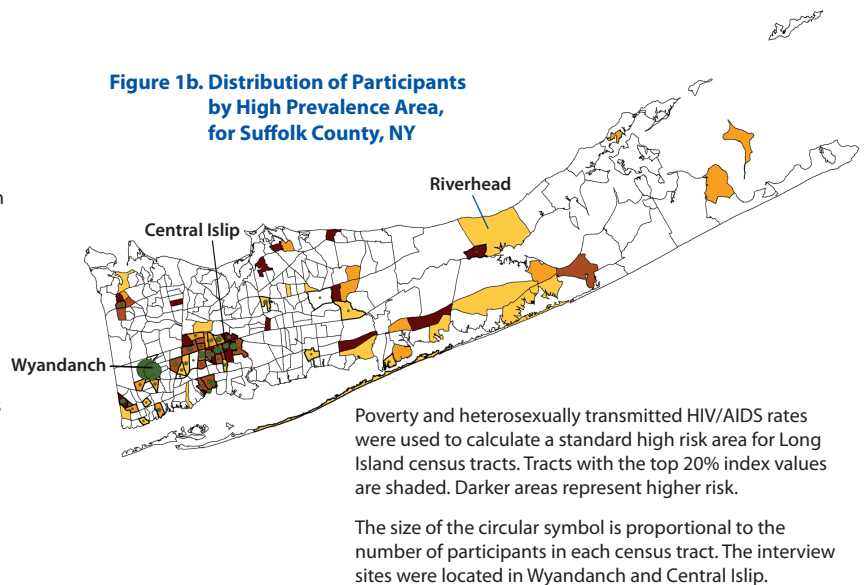 Figure 1b. Distribution of Participants
by High Prevalence Area,
for Suffolk County, NY
n
Riverhead
Central Islip
Wyandanch
s
Poverty and heterosexually transmitted HIV/AIDS rates
were used to calculate a standard high risk area for Long
Island census tracts. Tracts with the top 20% index values
are shaded. Darker areas represent higher risk.
The size of the circular symbol is proportional to the
number of participants in each census tract. The interview
sites were located in Wyandanch and Central Islip.